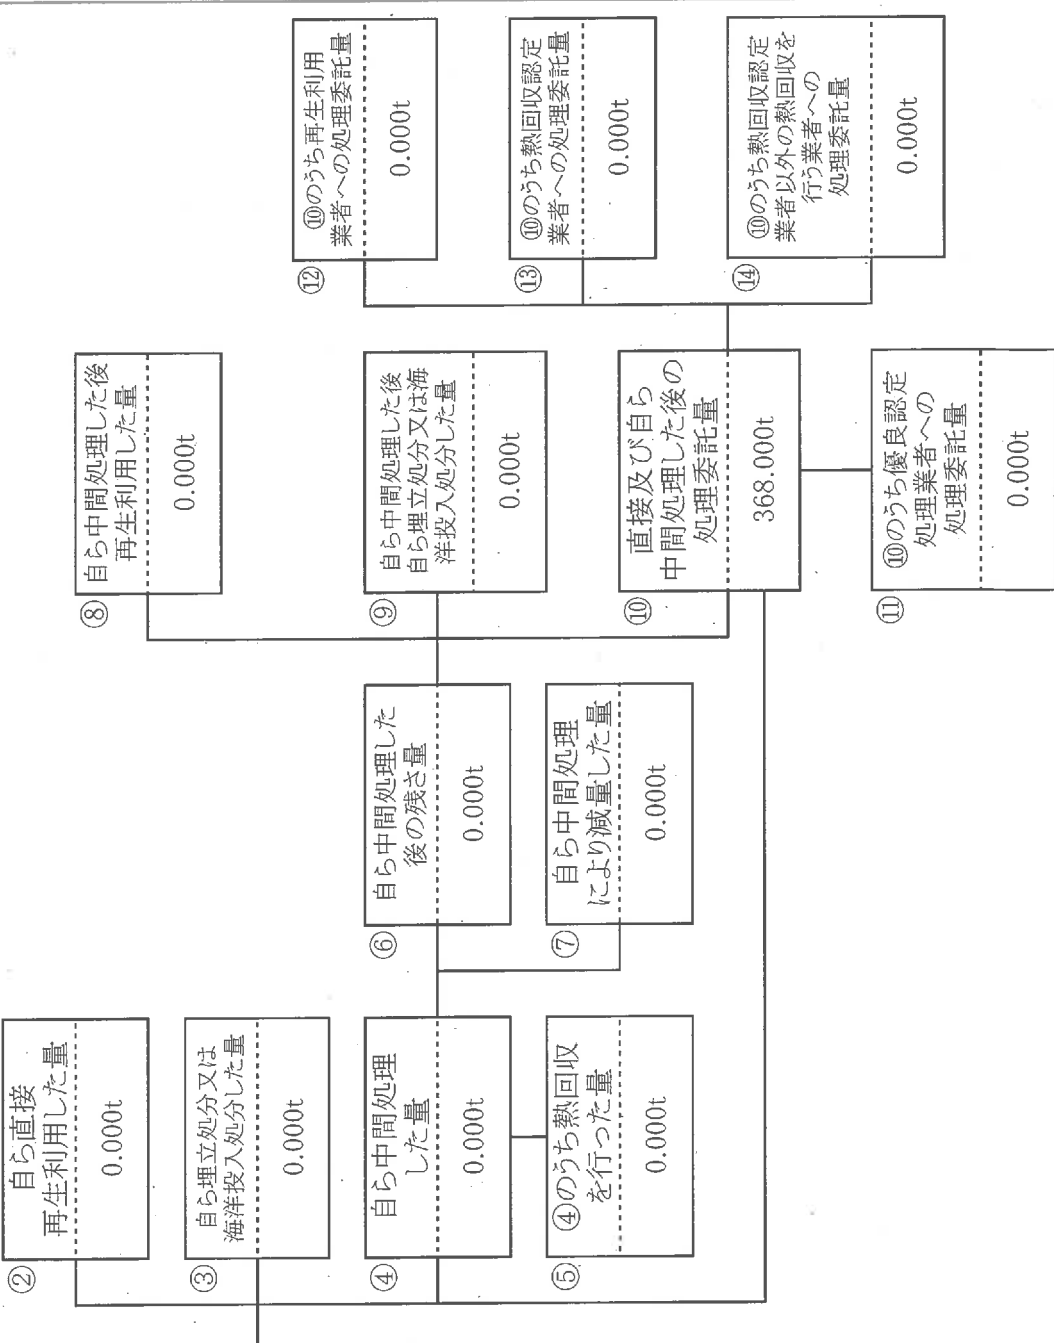 ②
自ら直接
再生利用した量
0.000t
③
自ら埋立処分又は
海洋投入処分した量
0.000t
④
自ら中間処理
した量
0.000t
⑤
④のうち熱回収
を行った量
0.000t
⑥
自ら中間処理した
後の残さ量
0.000t
⑦
自ら中間処理
により減量した量
0.000t
⑧
自ら中間処理した後
再生利用した量
0.000t
⑨
自ら中間処理した後
自ら埋立処分又は海
洋投入処分した量
0.000t
⑩
直接及び自ら
中間処理した後の
処理委託量
368.000t
⑪
⑩のうち優良認定
処理業者への
処理委託量
0.000t
⑫
⑩のうち再生利用
業者への処理委託量
0.000t
⑬
⑩のうち熱回収認定
業者への処理委託量
0.000t
⑭
⑩のうち熱回収認定
業者以外の熱回収を
行う業者への
処理委託量
0.000t